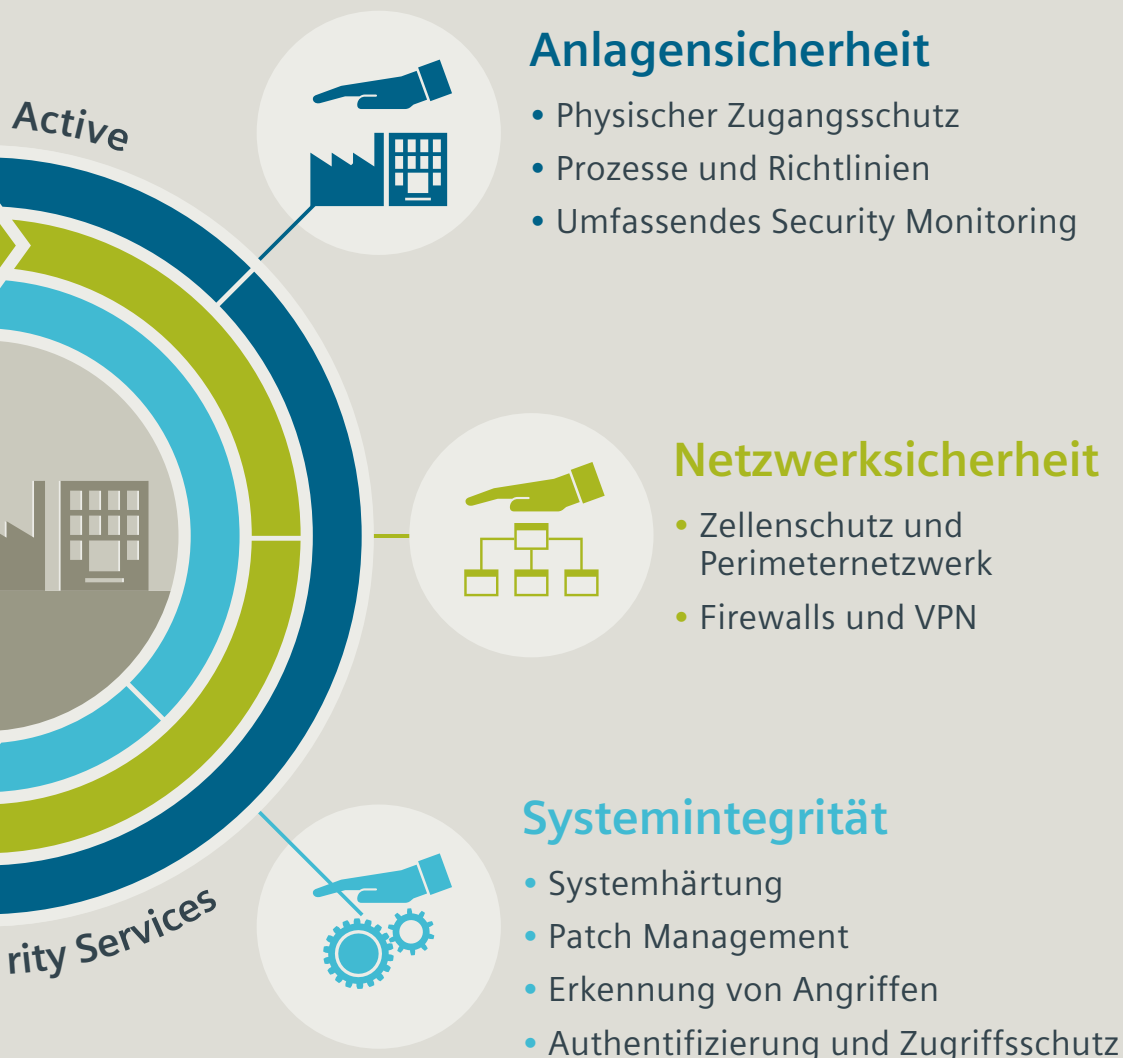 Active
Anlagensicherheit
• Physischer Zugangsschutz
• Prozesse und Richtlinien
• Umfassendes Security Monitoring
Netzwerksicherheit
• Zellenschutz und
Perimeternetzwerk
• Firewalls und VPN
Systemintegrität
• Systemhärtung
• Patch Management
• Erkennung von Angriffen
• Authentifizierung und Zugriffsschutz
rity Services